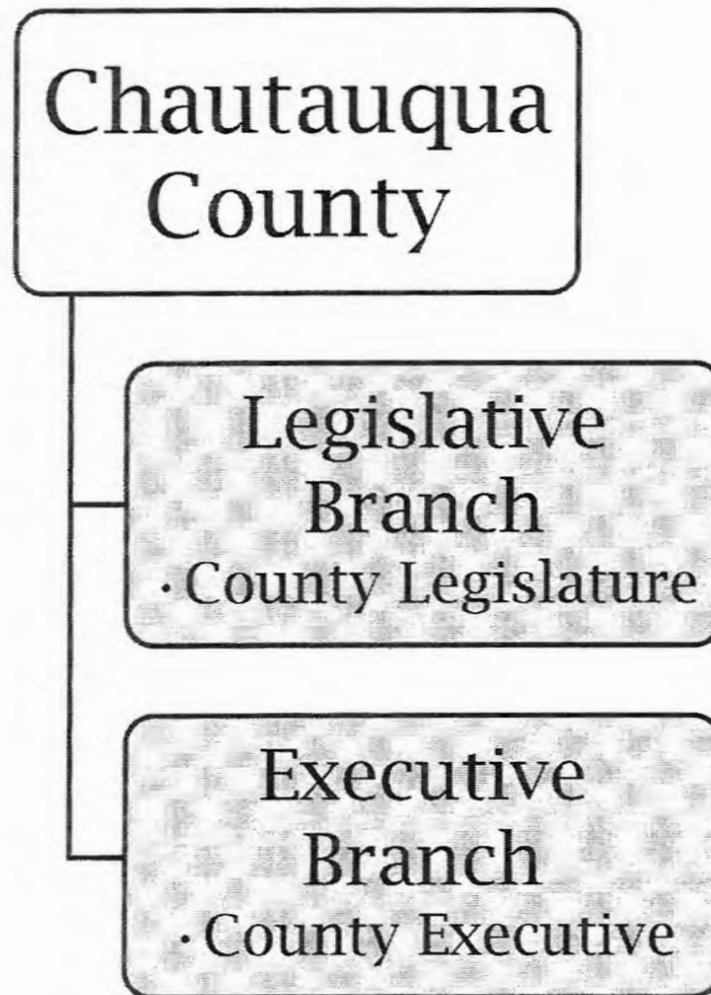 Chautauqua
County
Legislative
Branch
· County Legislature
Executive
Branch
· County Executive